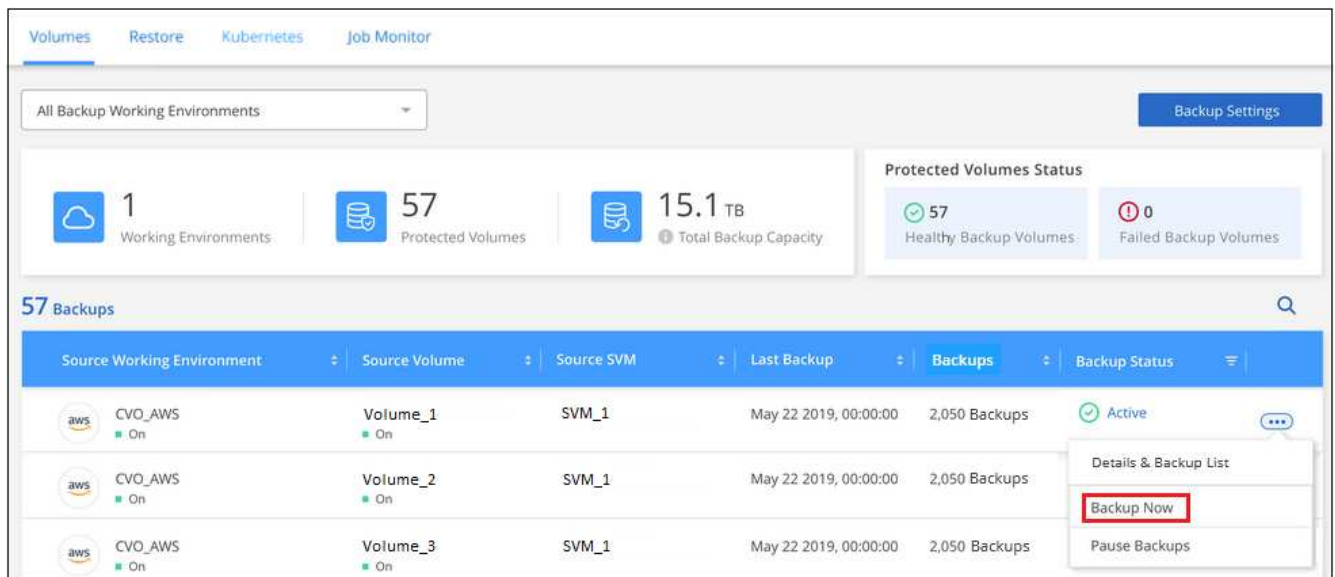 Volumes Restore Kubernetes Job Monitor
All Backup Working Environments
Backup Settings
1
Working Environments
57
Protected Volumes
15.1 TB
Total Backup Capacity
Protected Volumes Status
57
Healthy Backup Volumes
0
Failed Backup Volumes
57 Backups
Source Working Environment Source Volume Source SVM Last Backup Backups Backup Status
aws CVO_AWS Volume_1 SVM_1 May 22 2019, 00:00:00 2,050 Backups Active
On On
Details & Backup List
Backup Now
Pause Backups
aws CVO_AWS Volume_2 SVM_1 May 22 2019, 00:00:00 2,050 Backups
On On
aws CVO_AWS Volume_3 SVM_1 May 22 2019, 00:00:00 2,050 Backups
On On